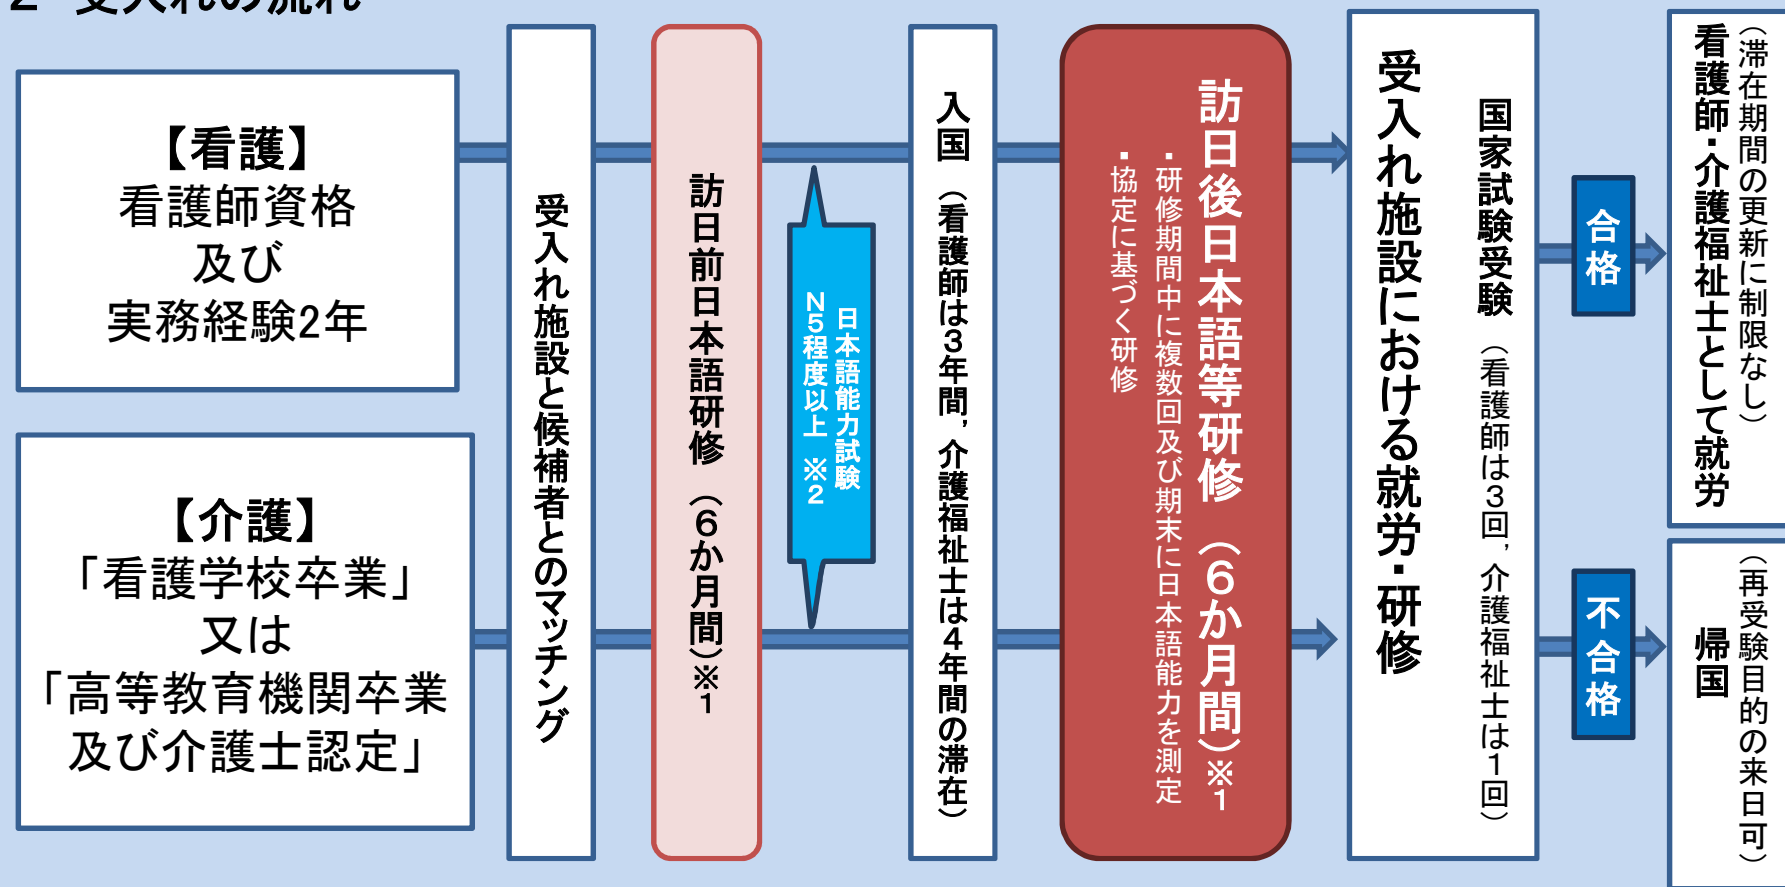 2 受入れの流れ
【看護】
看護師資格
及び
実務経験2年
【介護】
「看護学校卒業」
又は
「高等教育機関卒業
及び介護士認定」
受入れ施設と候補者とのマッチング
訪日前日本語研修 （６か月間）※１
日本語能力試験
Ｎ５程度以上 ※２
入国 （看護師は３年間，介護福祉士は４年間の滞在）
訪日後日本語等研修 （６か月間）※１
・研修期間中に複数回及び期末に日本語能力を測定
・協定に基づく研修
国家試験受験 （看護師は３回，介護福祉士は１回）
受入れ施設における就労・研修
合格
不合格
（滞在期間の更新に制限なし）
看護師・介護福祉士として就労
（再受験目的の来日可）
帰国